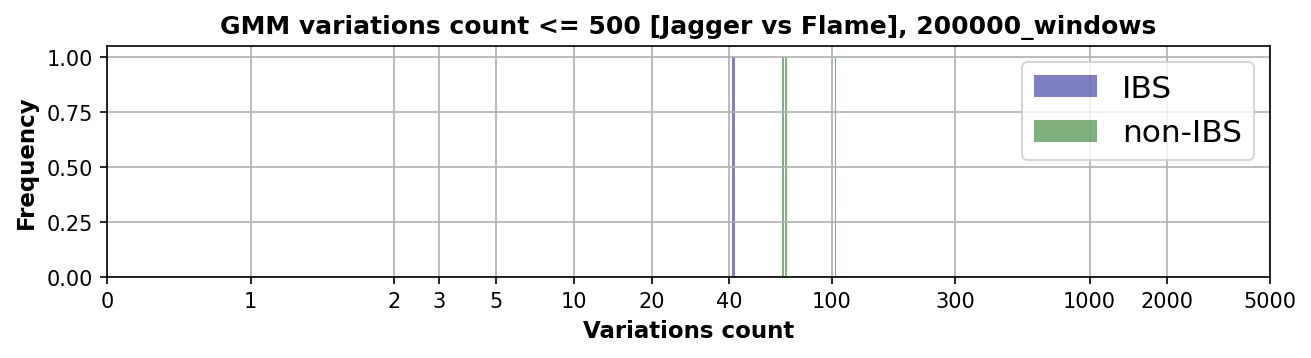 GMM variations count <= 500 [Jagger vs Flame], 200000_windows
1.00
0.75
0.50
0.25
0.00
Frequency
IBS
non-IBS
0 1 2 3 5 10 20 40 100 300 1000 2000 5000
Variations count